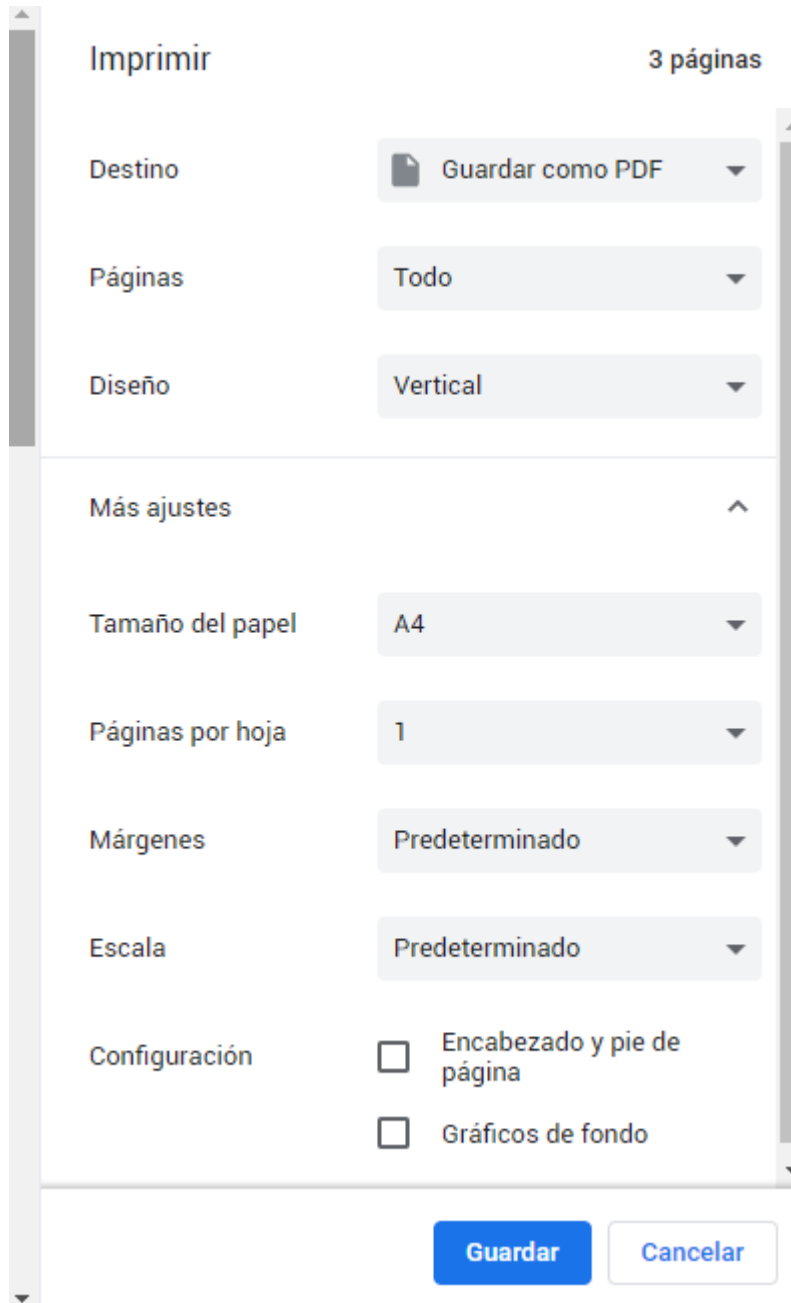 Imprimir 3 páginas
Destino Guardar como PDF
Páginas Todo
Diseño Vertical
Más ajustes
Tamaño del papel A4
Páginas por hoja 1
Márgenes Predeterminado
Escala Predeterminado
Configuración Encabezado y pie de
página
Gráficos de fondo
Guardar Cancelar